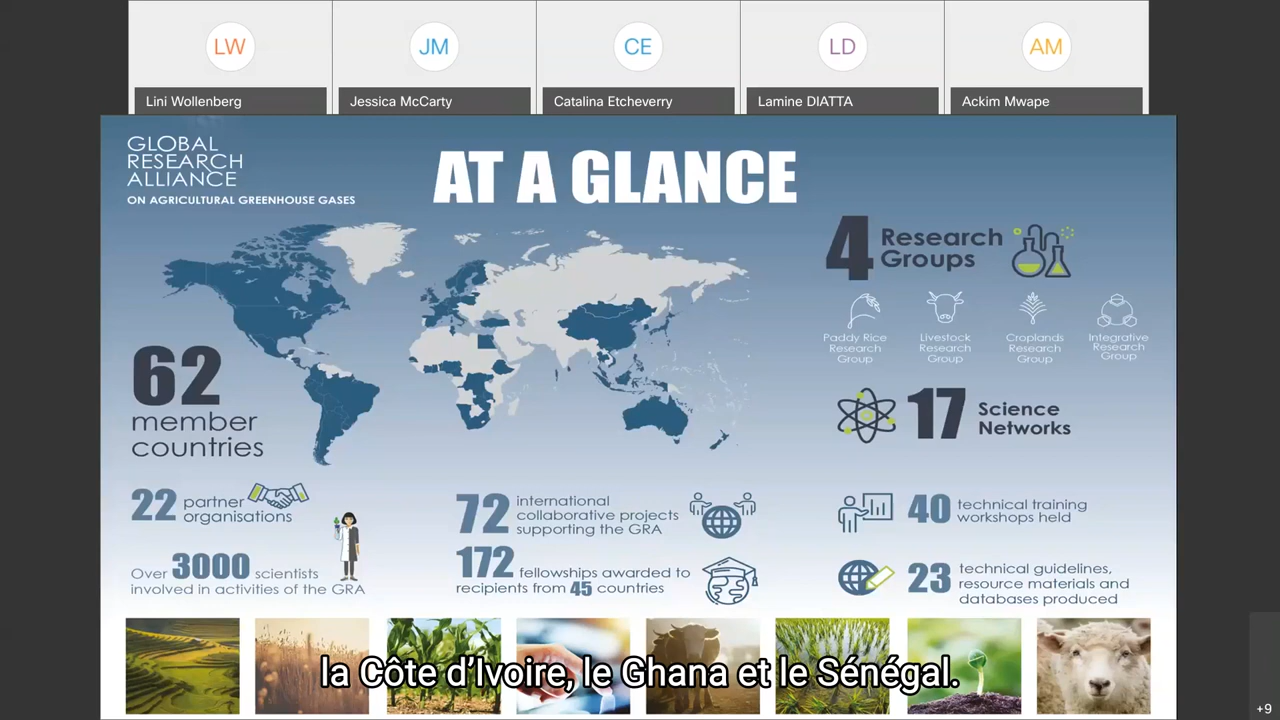 LW
JM
CE
LD
AM
Lini Wollenberg
Jessica McCarty
Catalina Etcheverry
Lamine DIATTA
Ackim Mwape
GLOBAL
RESEARCH
ALLIANCE
ON AGRICULTURAL GREENHOUSE GASES
AT A GLANCE
4 Research
Groups
Paddy Rice
Research
Group
Livestock
Research
Group
Croplands
Research
Group
Integrative
Research
Group
62
member
countries
17 Science
Networks
22 partner
organisations
Over 3000 scientists
involved in activities of the GRA
72 international
collaborative projects
supporting the GRA
172 fellowships awarded to
recipients from 45 countries
40 technical training
workshops held
23 technical guidelines,
resource materials and
databases produced
la Côte d'Ivoire, le Ghana et le Sénégal.
+9